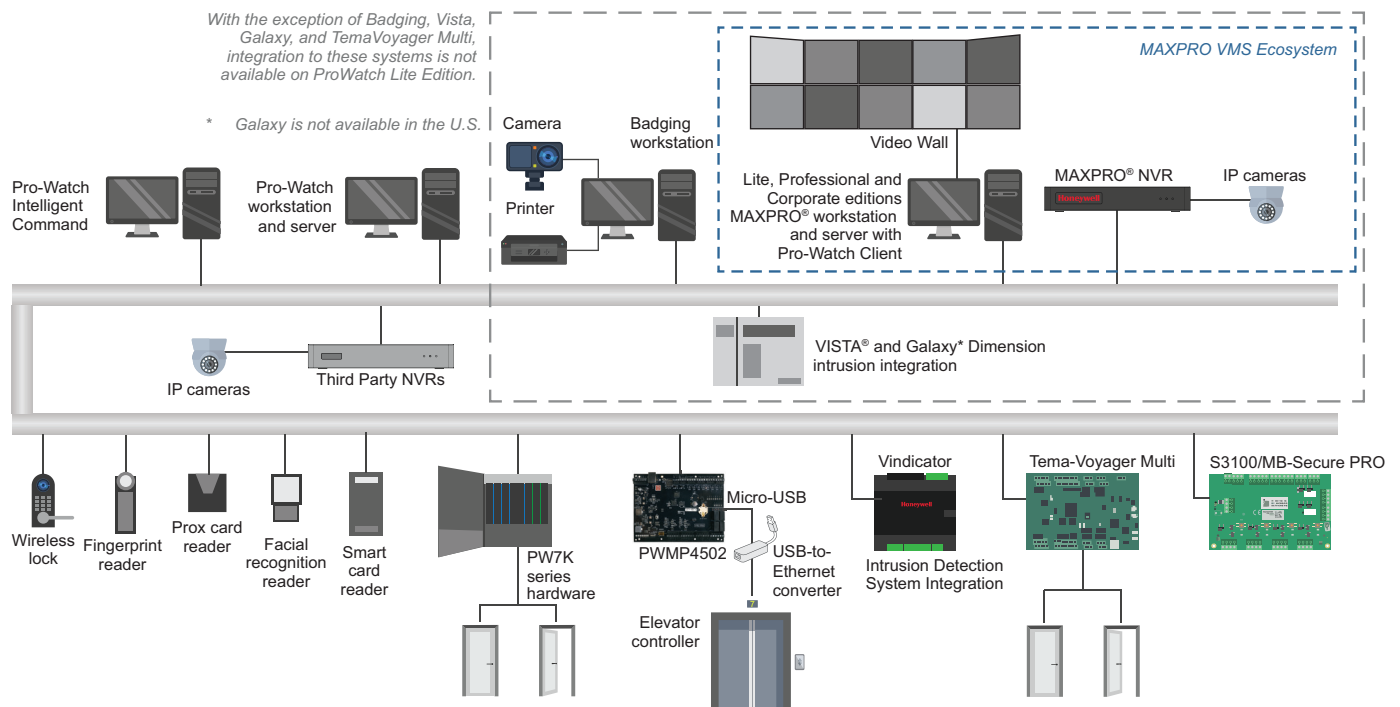 With the exception of Badging, Vista,
Galaxy, and TemaVoyager Multi,
integration to these systems is not
available on ProWatch Lite Edition.
* Galaxy is not available in the U.S.
MAXPRO VMS Ecosystem
Camera
Badging
workstation
Video Wall
Pro-Watch
Intelligent
Command
Pro-Watch
workstation
and server
Printer
Lite, Professional and
Corporate editions
MAXPRO® workstation
and server with
Pro-Watch Client
MAXPRO® NVR
Honeywell
IP cameras
IP cameras
Third Party NVRs
VISTA® and Galaxy* Dimension
intrusion integration
Wireless
lock
Fingerprint
reader
Prox card
reader
Facial
recognition
reader
Smart
card
reader
PW7K
series
hardware
PWMP4502
Micro-USB
USB-to-
Ethernet
converter
Elevator
controller
7
Vindicator
Honeywell
Intrusion Detection
System Integration
Tema-Voyager Multi
S3100/MB-Secure PRO